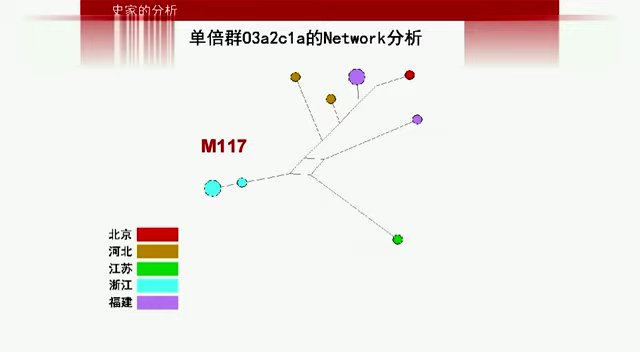 史家的分析
单倍群O3a2c1a的Network分析
M117
北京
河北
江苏
浙江
福建